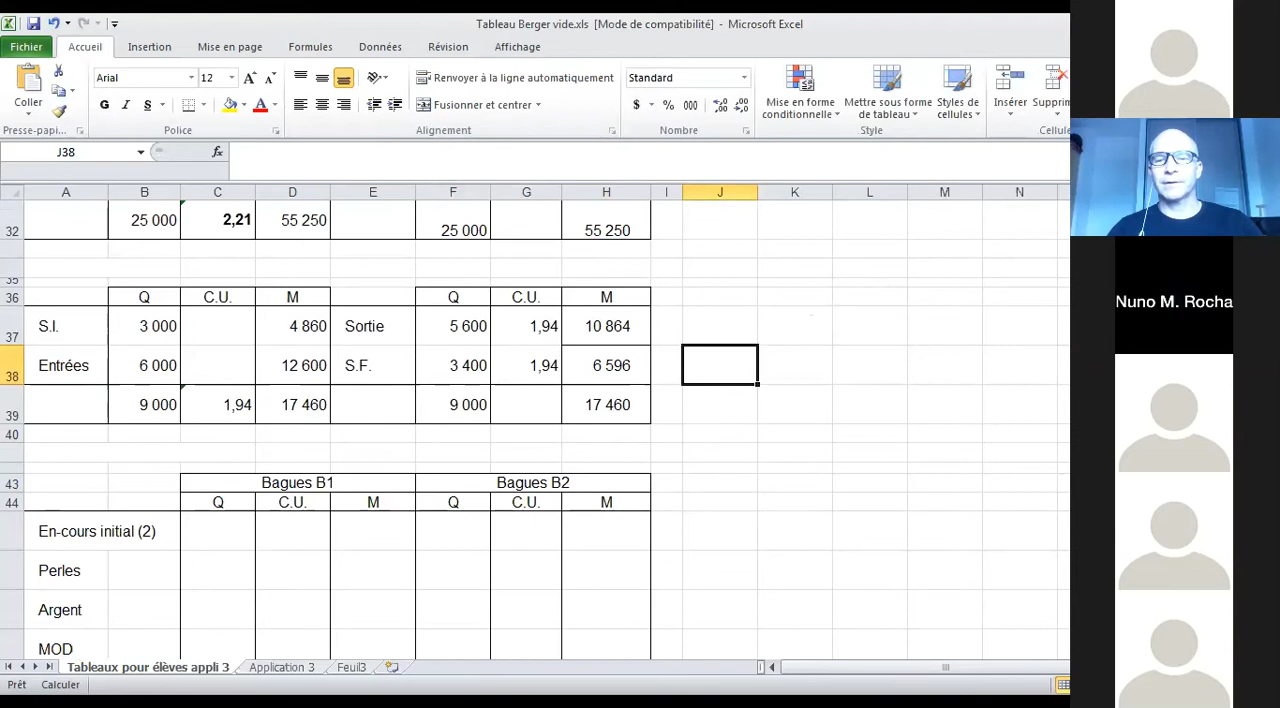 Tableau Berger vide.xls [Mode de compatibilité] - Microsoft Excel
Fichier Accueil Insertion Mise en page Formules Données Révision Affichage
Coller
Arial 12
G I S
Renvoyer à la ligne automatiquement
Fusionner et centrer
Standard
$ % 000
Mise en forme conditionnelle
Mettre sous forme de tableau
Styles de cellules
Insérer
Supprim
Presse-papi... Police Alignement Nombre Style Cellule
J38 fx
A B C D E F G H I J K L M N
32 25 000 2,21 55 250 25 000 55 250
35
36 Q C.U. M Q C.U. M
37 S.I. 3 000 4 860 Sortie 5 600 1,94 10 864
38 Entrées 6 000 12 600 S.F. 3 400 1,94 6 596
39 9 000 1,94 17 460 9 000 17 460
40
43 Bagues B1 Bagues B2
44 Q C.U. M Q C.U. M
En-cours initial (2)
Perles
Argent
MOD
Tableaux pour élèves appli 3 Application 3 Feuil3
Prêt Calculer
Nuno M. Rocha